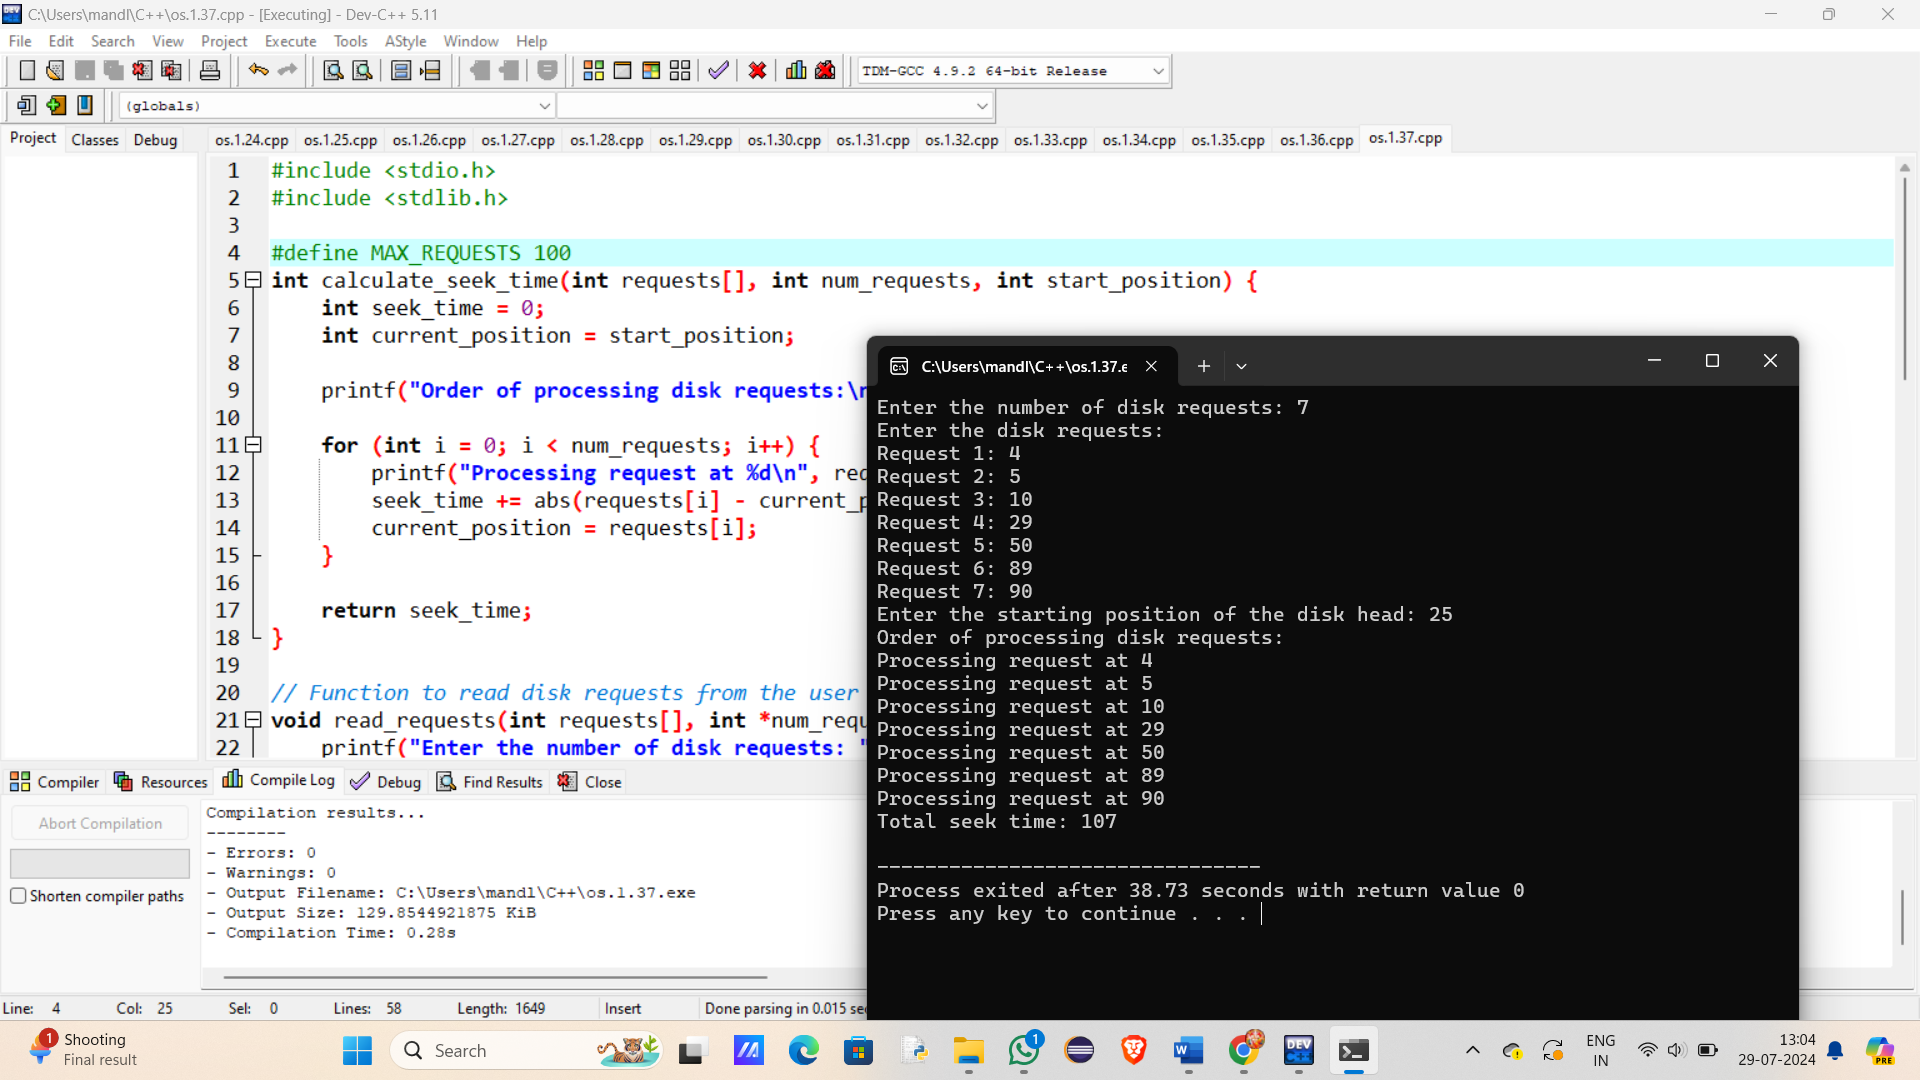 C:\Users\mandl\C++\os.1.37.cpp - [Executing] - Dev-C++ 5.11
File Edit Search View Project Execute Tools AStyle Window Help
TDM-GCC 4.9.2 64-bit Release
(globals)
Project Classes Debug os.1.24.cpp os.1.25.cpp os.1.26.cpp os.1.27.cpp os.1.28.cpp os.1.29.cpp os.1.30.cpp os.1.31.cpp os.1.32.cpp os.1.33.cpp os.1.34.cpp os.1.35.cpp os.1.36.cpp os.1.37.cpp
1 #include <stdio.h>
2 #include <stdlib.h>
3
4 #define MAX_REQUESTS 100
5 int calculate_seek_time(int requests[], int num_requests, int start_position) {
6 int seek_time = 0;
7 int current_position = start_position;
8
9 printf("Order of processing disk requests:\n
10
11 for (int i = 0; i < num_requests; i++) {
12 printf("Processing request at %d\n", req
13 seek_time += abs(requests[i] - current_p
14 current_position = requests[i];
15 }
16
17 return seek_time;
18 }
19
20 // Function to read disk requests from the user
21 void read_requests(int requests[], int *num_requ
22 printf("Enter the number of disk requests: "
C:\Users\mandl\C++\os.1.37.e
Enter the number of disk requests: 7
Enter the disk requests:
Request 1: 4
Request 2: 5
Request 3: 10
Request 4: 29
Request 5: 50
Request 6: 89
Request 7: 90
Enter the starting position of the disk head: 25
Order of processing disk requests:
Processing request at 4
Processing request at 5
Processing request at 10
Processing request at 29
Processing request at 50
Processing request at 89
Processing request at 90
Total seek time: 107
--------------------------------
Process exited after 38.73 seconds with return value 0
Press any key to continue . . .
Compiler Resources Compile Log Debug Find Results Close
Abort Compilation
Shorten compiler paths
Compilation results...
--------
- Errors: 0
- Warnings: 0
- Output Filename: C:\Users\mandl\C++\os.1.37.exe
- Output Size: 129.8544921875 KiB
- Compilation Time: 0.28s
Line: 4 Col: 25 Sel: 0 Lines: 58 Length: 1649 Insert Done parsing in 0.015 sec
1 Shooting
Final result
Search
1
W
DEV
C++
ENG
IN
13:04
29-07-2024
PRE